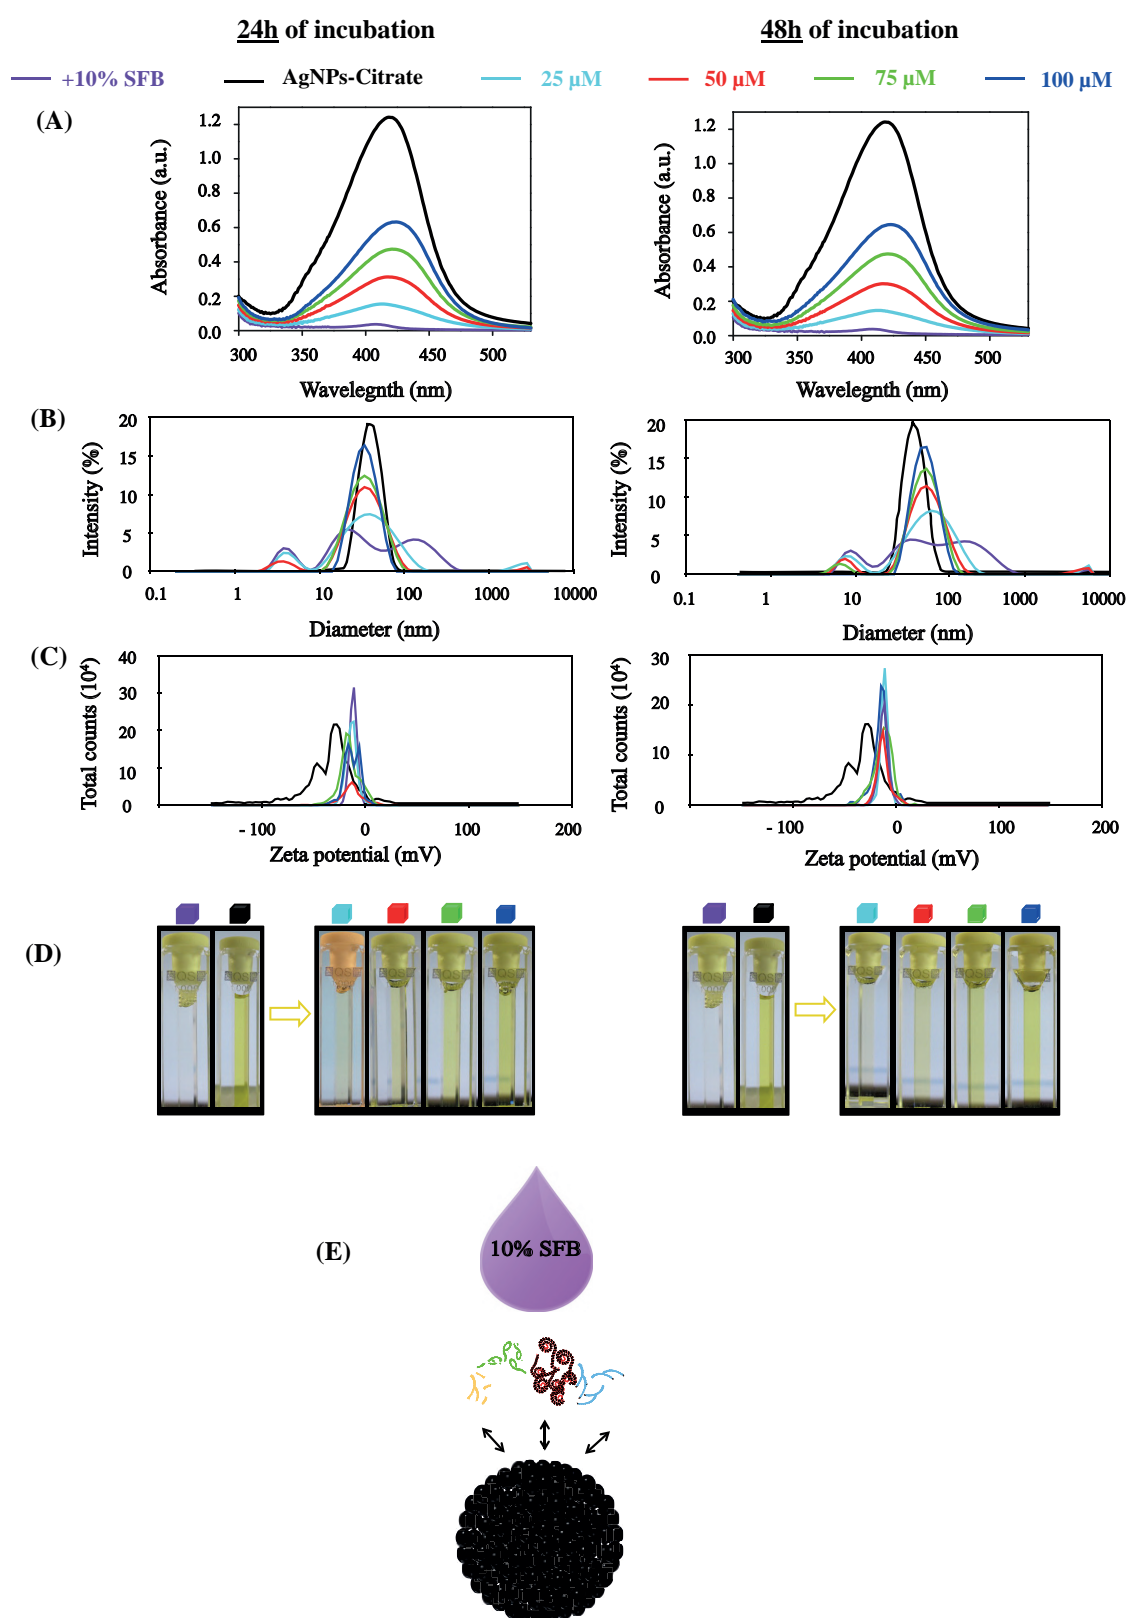 24h of incubation 48h of incubation
+10% SFB AgNPs-Citrate 25 µM 50 µM 75 µM 100 µM
(A)
Absorbance (a.u.)
1.2
1.0
0.8
0.6
0.4
0.2
0.0
300 350 400 450 500
Wavelegnth (nm)
Absorbance (a.u.)
1.2
1.0
0.8
0.6
0.4
0.2
0.0
300 350 400 450 500
Wavelegnth (nm)
(B)
Intensity (%)
20
15
10
5
0
0.1 1 10 100 1000 10000
Diameter (nm)
Intensity (%)
20
15
10
5
0
0.1 1 10 100 1000 10000
Diameter (nm)
(C)
Total counts (10⁴)
40
30
20
10
0
- 100 0 100 200
Zeta potential (mV)
Total counts (10⁴)
30
20
10
0
- 100 0 100 200
Zeta potential (mV)
(D)
(E)
10% SFB